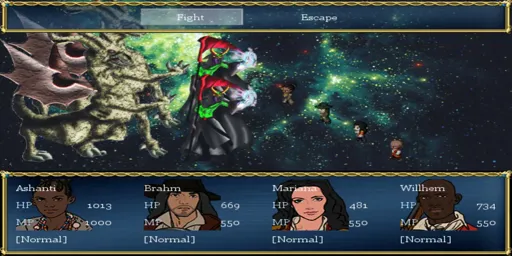 Fight Escape
Ashanti Brahm Mariana Willhem
HP 1013 HP 669 HP 481 HP 734
MP 1000 MP 550 MP 550 MP 550
[Normal] [Normal] [Normal] [Normal]